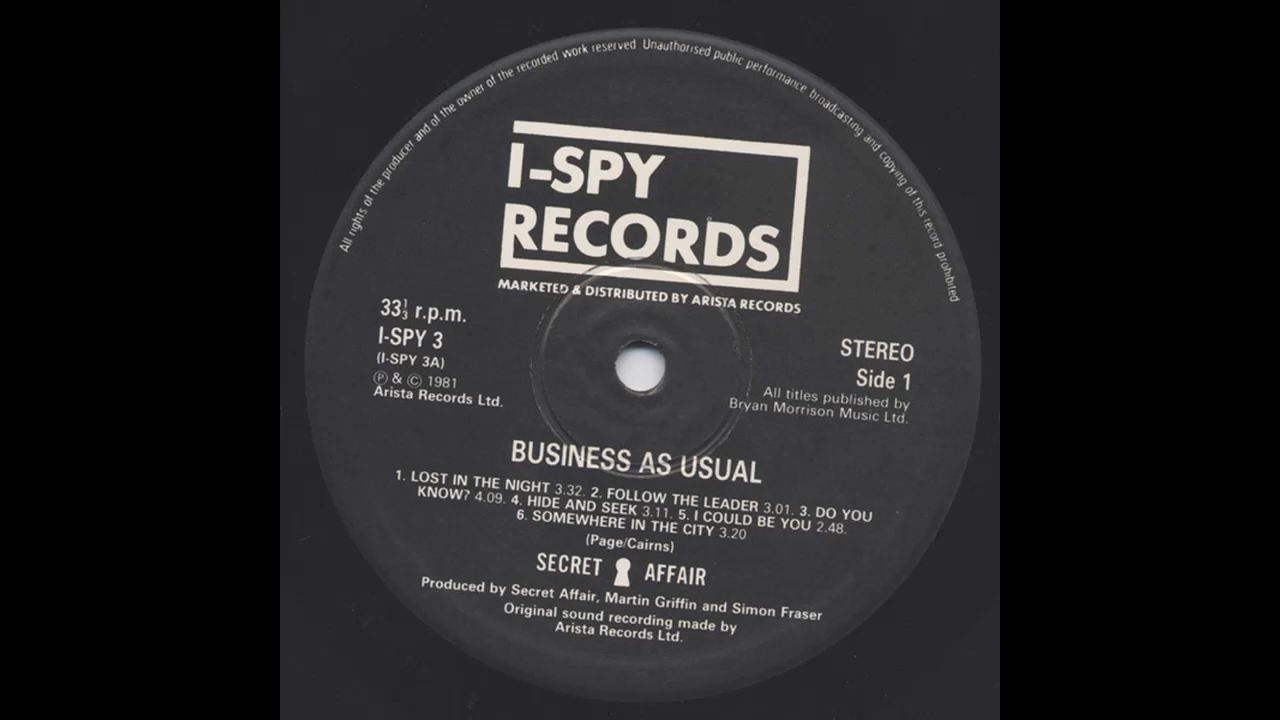 All rights of the producer and of the owner of the recorded work reserved Unauthorised public performance broadcasting and copying of this record prohibited
I-SPY
RECORDS
MARKETED & DISTRIBUTED BY ARISTA RECORDS
33⅓ r.p.m.
I-SPY 3
(I-SPY 3A)
Ⓟ & © 1981
Arista Records Ltd.
STEREO
Side 1
All titles published by
Bryan Morrison Music Ltd.
BUSINESS AS USUAL
1. LOST IN THE NIGHT 3.32. 2. FOLLOW THE LEADER 3.01. 3. DO YOU
KNOW? 4.09. 4. HIDE AND SEEK 3.11. 5. I COULD BE YOU 2.48.
6. SOMEWHERE IN THE CITY 3.20
(Page/Cairns)
SECRET AFFAIR
Produced by Secret Affair, Martin Griffin and Simon Fraser
Original sound recording made by
Arista Records Ltd.